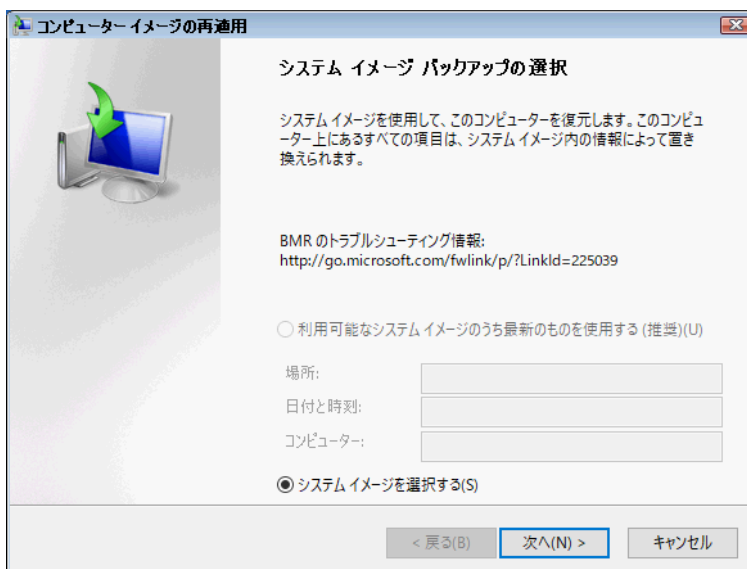 コンピューター イメージの再適用
システム イメージ バックアップの選択
システム イメージを使用して、このコンピューターを復元します。このコンピュ
ーター上にあるすべての項目は、システム イメージ内の情報によって置き
換えられます。
BMR のトラブルシューティング情報:
http://go.microsoft.com/fwlink/p/?LinkId=225039
利用可能なシステム イメージのうち最新のものを使用する (推奨)(U)
場所:
日付と時刻:
コンピューター:
システム イメージを選択する(S)
< 戻る(B) 次へ(N) > キャンセル